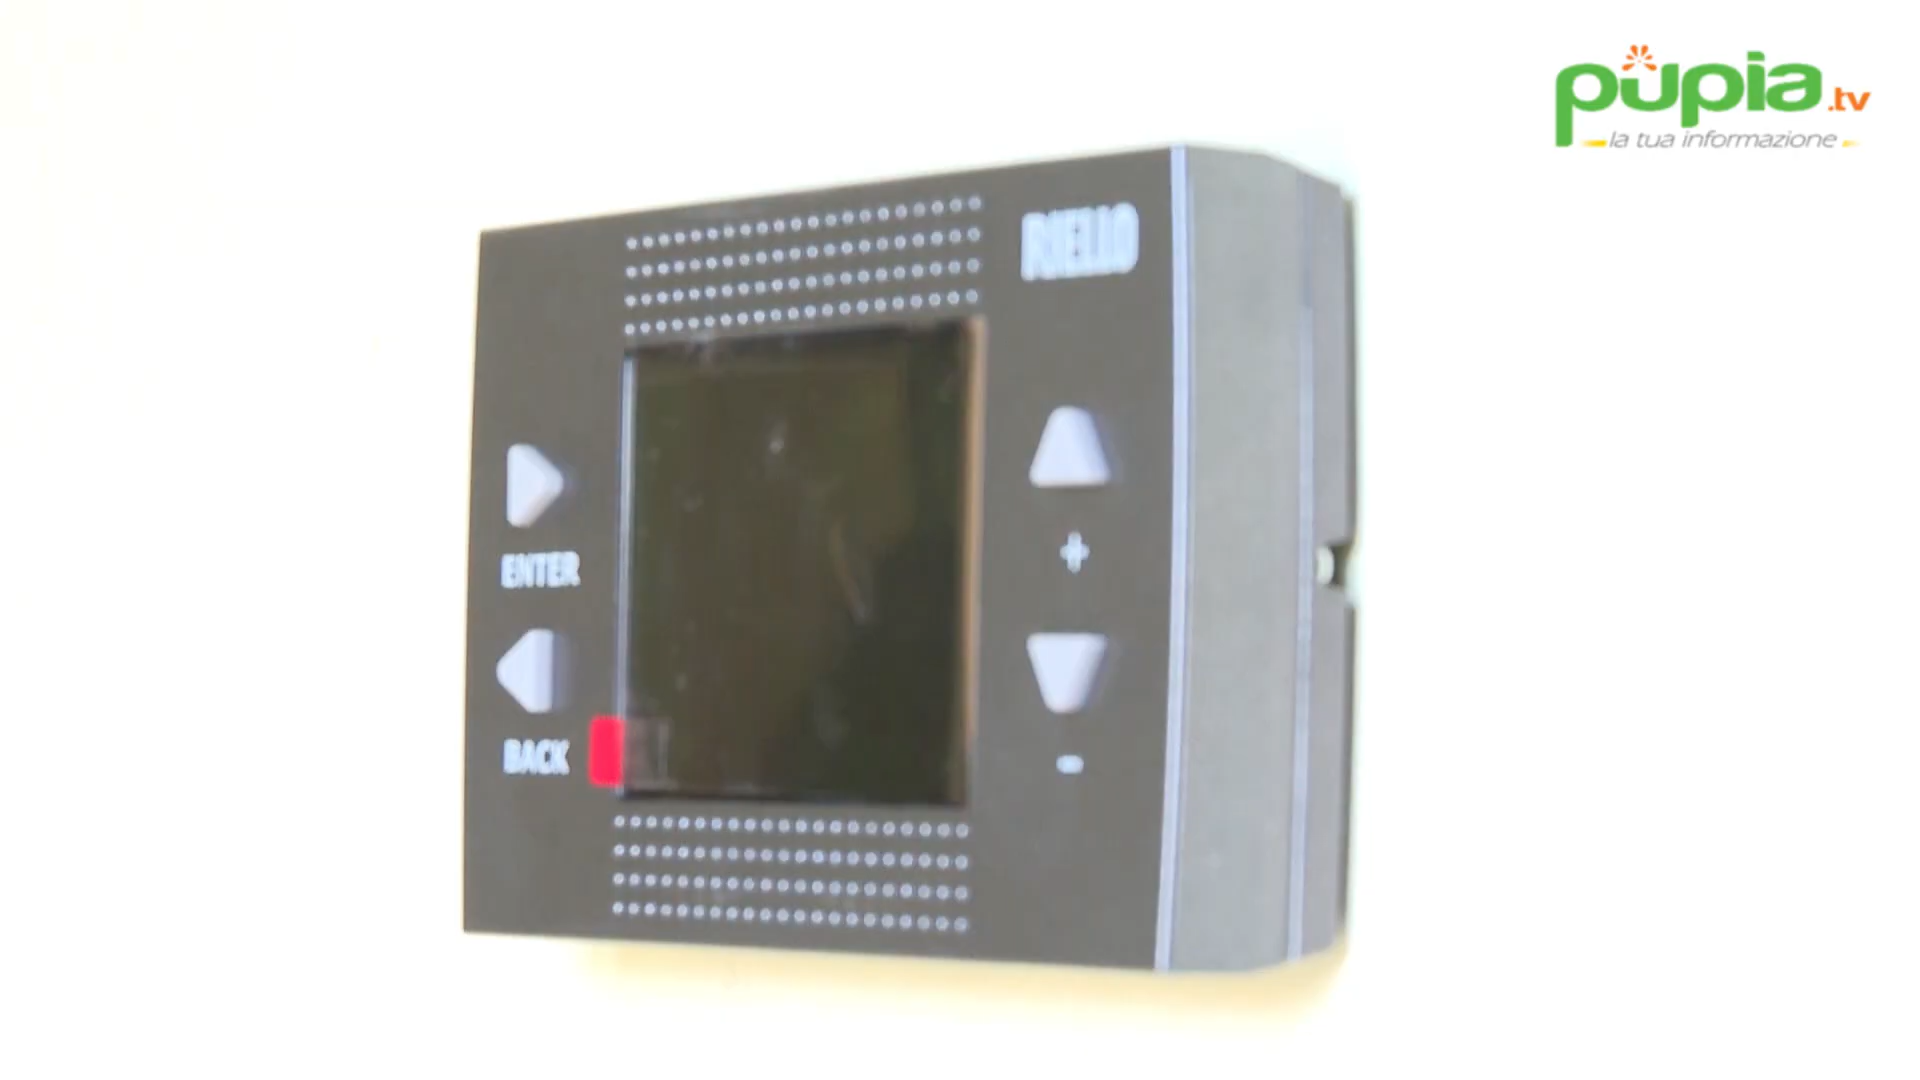 pupia.tv
la tua informazione
RIELLO
ENTER
+
BACK
-